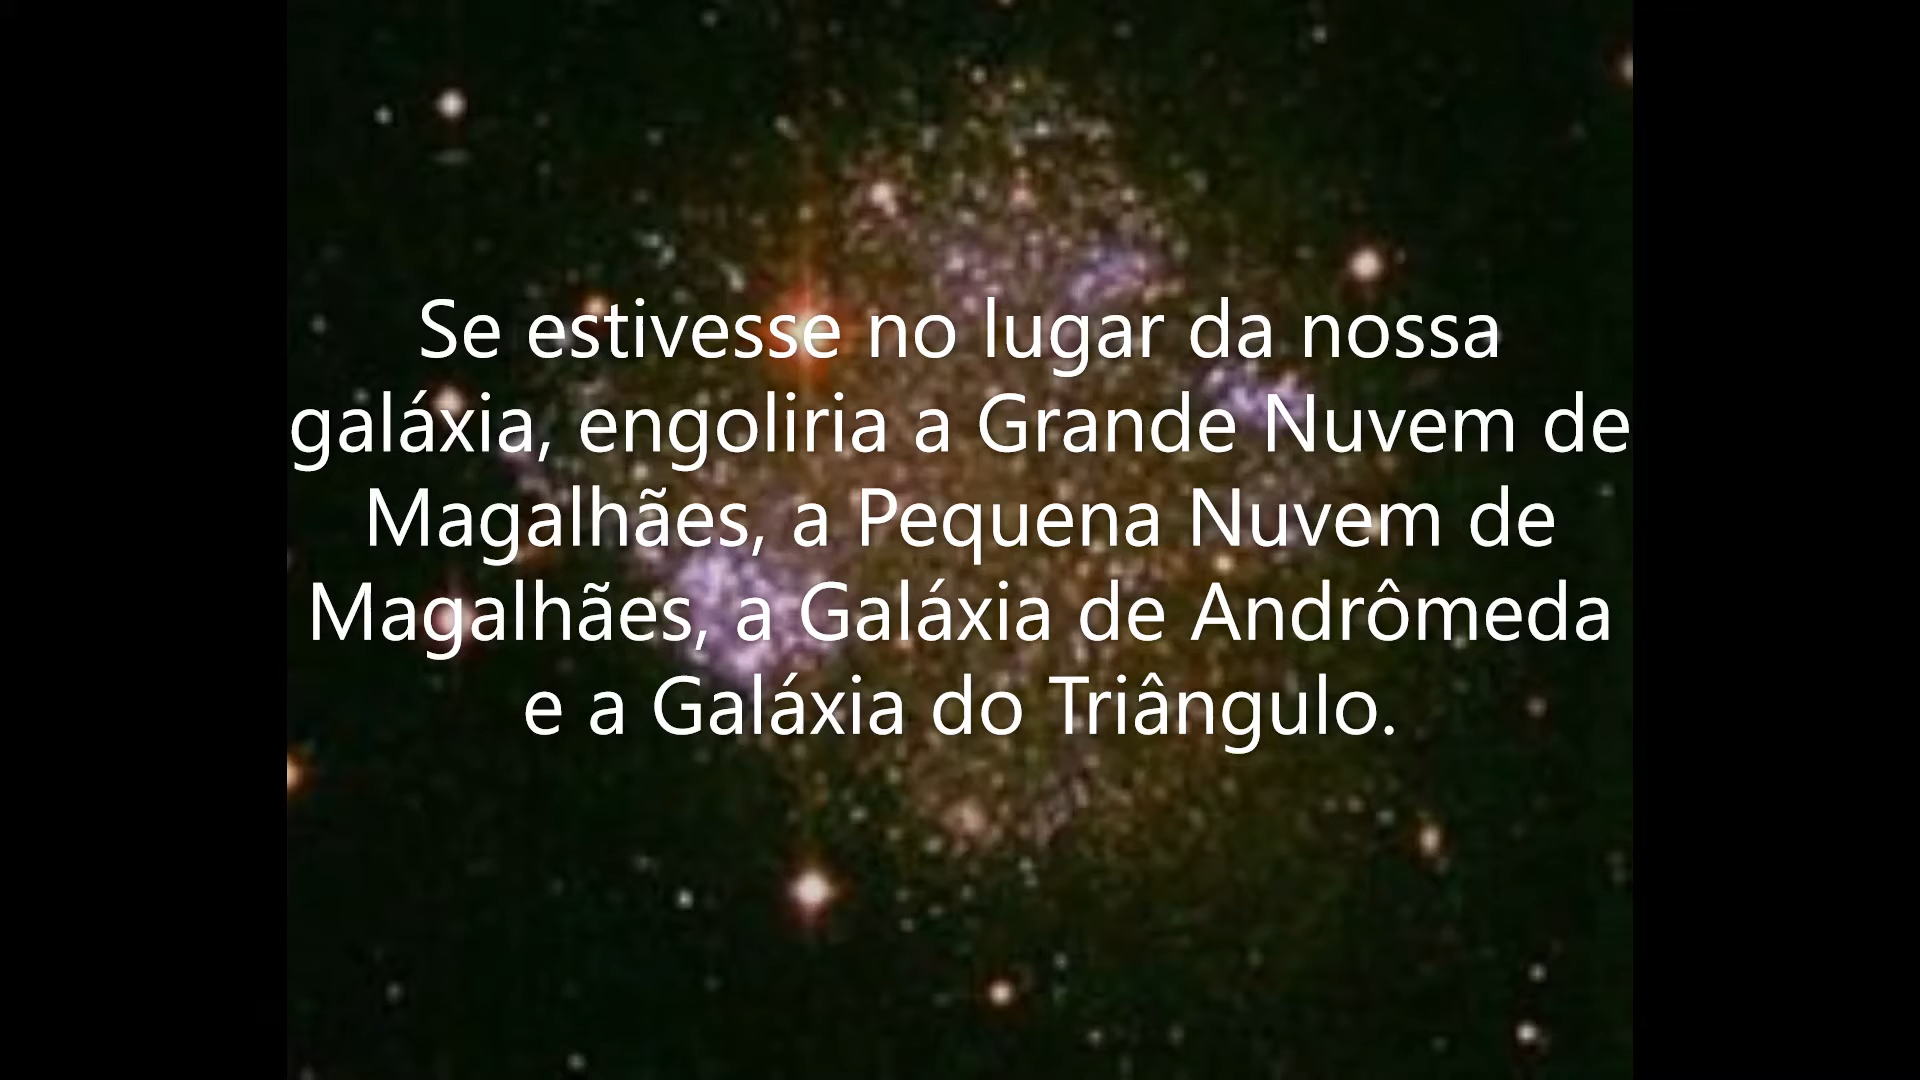 Se estivesse no lugar da nossa
galáxia, engoliria a Grande Nuvem de
Magalhães, a Pequena Nuvem de
Magalhães, a Galáxia de Andrômeda
e a Galáxia do Triângulo.